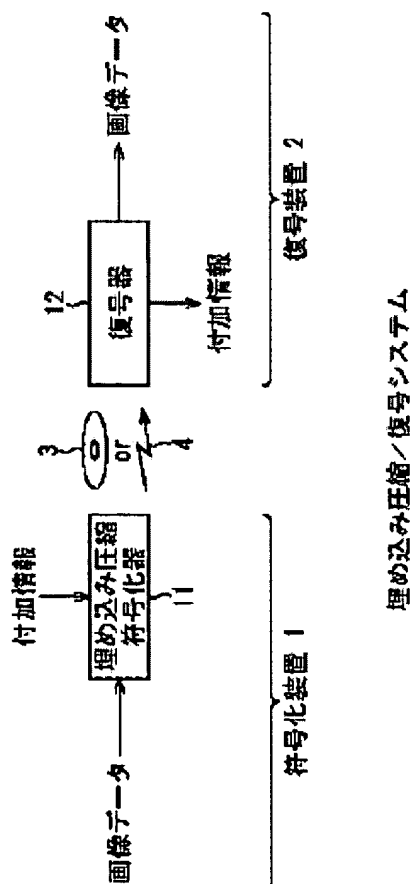 付加情報
画像データ
埋め込み圧縮
符号化器
11
符号化装置 1
3
or
4
12
復号器
画像データ
付加情報
復号装置 2
埋め込み圧縮/復号システム